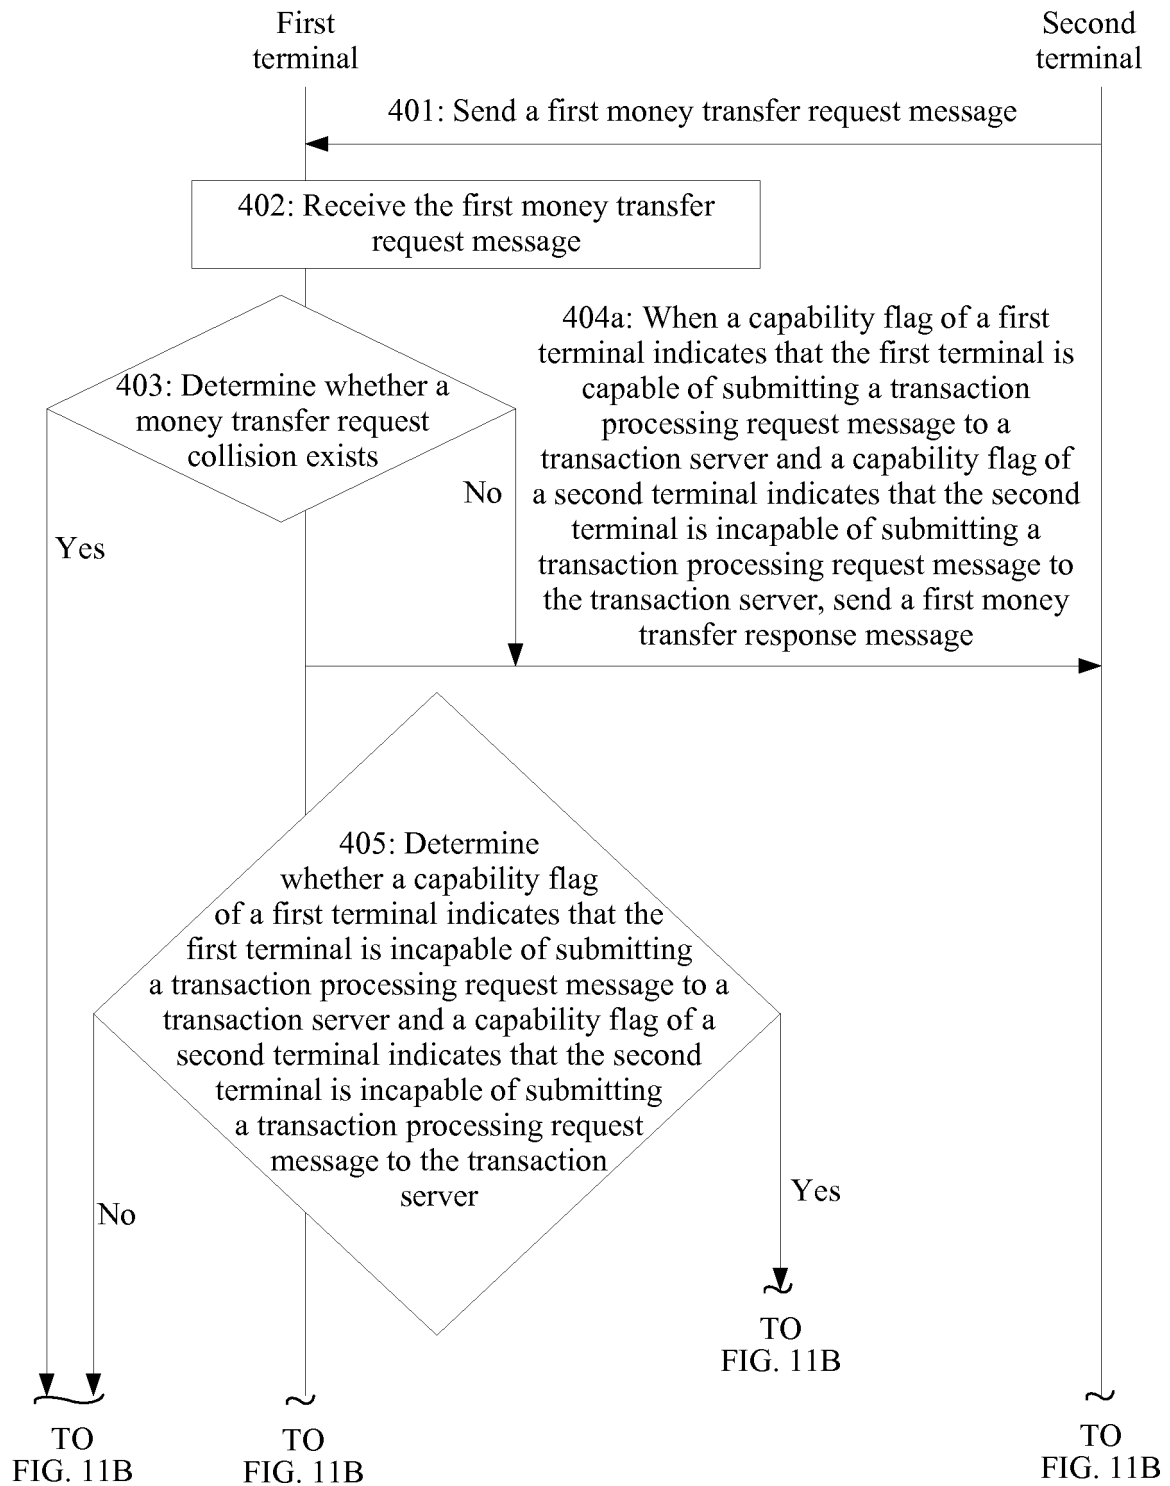 First
terminal
Second
terminal
401: Send a first money transfer request message
402: Receive the first money transfer
request message
403: Determine whether a
money transfer request
collision exists
Yes
No
404a: When a capability flag of a first
terminal indicates that the first terminal is
capable of submitting a transaction
processing request message to a
transaction server and a capability flag of
a second terminal indicates that the second
terminal is incapable of submitting a
transaction processing request message to
the transaction server, send a first money
transfer response message
405: Determine
whether a capability flag
of a first terminal indicates that the
first terminal is incapable of submitting
a transaction processing request message to a
transaction server and a capability flag of a
second terminal indicates that the second
terminal is incapable of submitting
a transaction processing request
message to the transaction
server
No
Yes
TO
FIG. 11B
TO
FIG. 11B
TO
FIG. 11B
TO
FIG. 11B